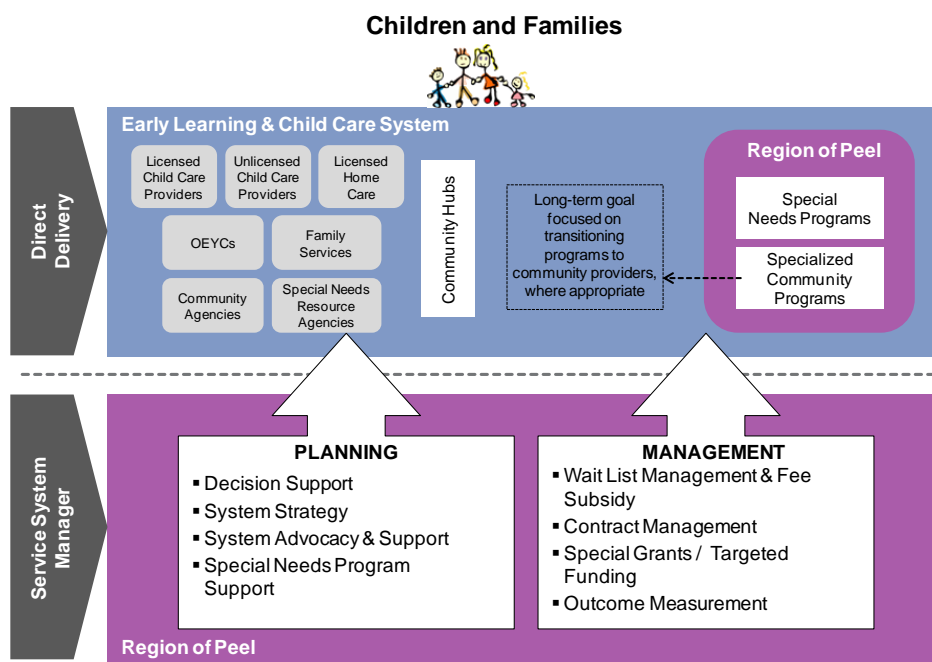 Children and Families
Direct
Delivery
Early Learning & Child Care System
Licensed
Child Care
Providers
Unlicensed
Child Care
Providers
Licensed
Home
Care
OEYCs
Family
Services
Community
Agencies
Special Needs
Resource
Agencies
Community Hubs
Long-term goal
focused on
transitioning
programs to
community providers,
where appropriate
Region of Peel
Special
Needs Programs
Specialized
Community
Programs
Service System
Manager
PLANNING
▪ Decision Support
▪ System Strategy
▪ System Advocacy & Support
▪ Special Needs Program
Support
MANAGEMENT
▪ Wait List Management & Fee
Subsidy
▪ Contract Management
▪ Special Grants / Targeted
Funding
▪ Outcome Measurement
Region of Peel